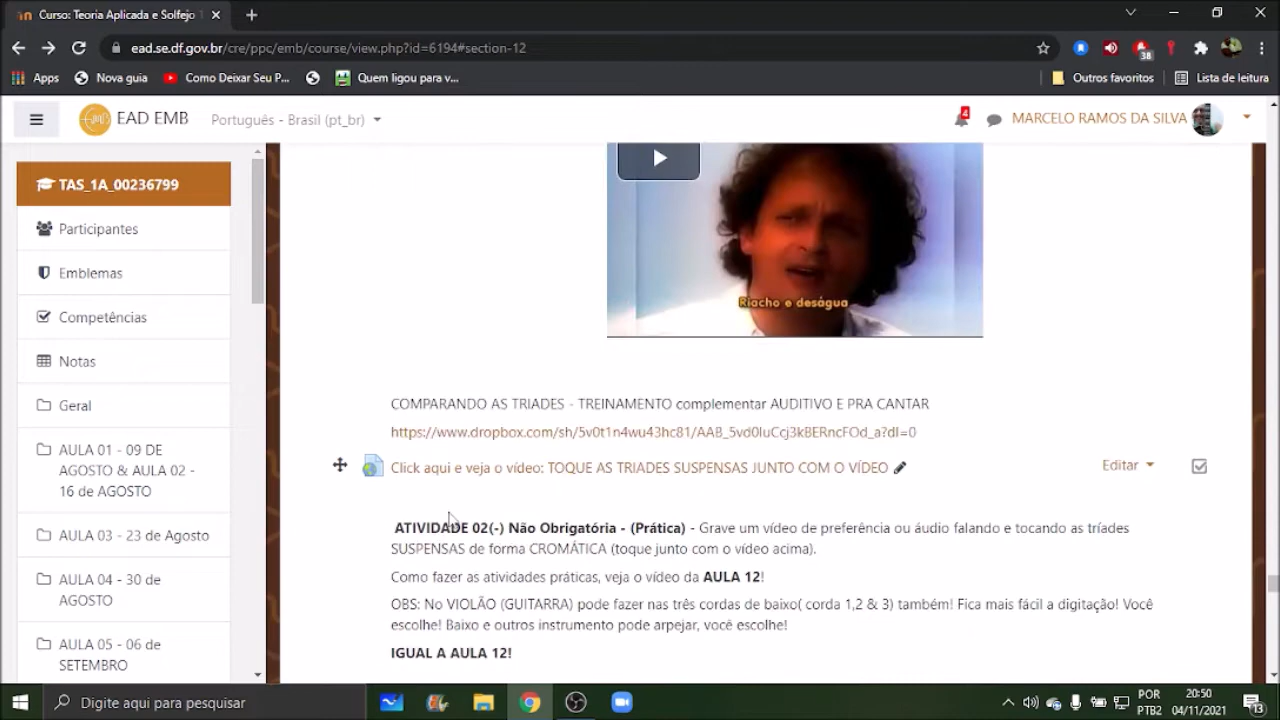 Curso: Teoria Aplicada e Solfejo T
ead.se.df.gov.br/cre/ppc/emb/course/view.php?id=6194#section-12
38
Apps
Nova guia
Como Deixar Seu P...
Quem ligou para v...
Outros favoritos
Lista de leitura
EAD EMB
Português - Brasil (pt_br)
4
MARCELO RAMOS DA SILVA
TAS_1A_00236799
Participantes
Emblemas
Competências
Notas
Geral
AULA 01 - 09 DE
AGOSTO & AULA 02 -
16 de AGOSTO
AULA 03 - 23 de Agosto
AULA 04 - 30 de
AGOSTO
AULA 05 - 06 de
SETEMBRO
Riacho e deságua
COMPARANDO AS TRIADES - TREINAMENTO complementar AUDITIVO E PRA CANTAR
https://www.dropbox.com/sh/5v0t1n4wu43hc81/AAB_5vd0luCcj3kBERncFOd_a?dl=0
Click aqui e veja o vídeo: TOQUE AS TRIADES SUSPENSAS JUNTO COM O VÍDEO
Editar
ATIVIDADE 02(-) Não Obrigatória - (Prática) - Grave um vídeo de preferência ou áudio falando e tocando as tríades
SUSPENSAS de forma CROMÁTICA (toque junto com o vídeo acima).
Como fazer as atividades práticas, veja o vídeo da AULA 12!
OBS: No VIOLÃO (GUITARRA) pode fazer nas três cordas de baixo( corda 1,2 & 3) também! Fica mais fácil a digitação! Você
escolhe! Baixo e outros instrumento pode arpejar, você escolhe!
IGUAL A AULA 12!
Digite aqui para pesquisar
POR
PTB2
20:50
04/11/2021
13